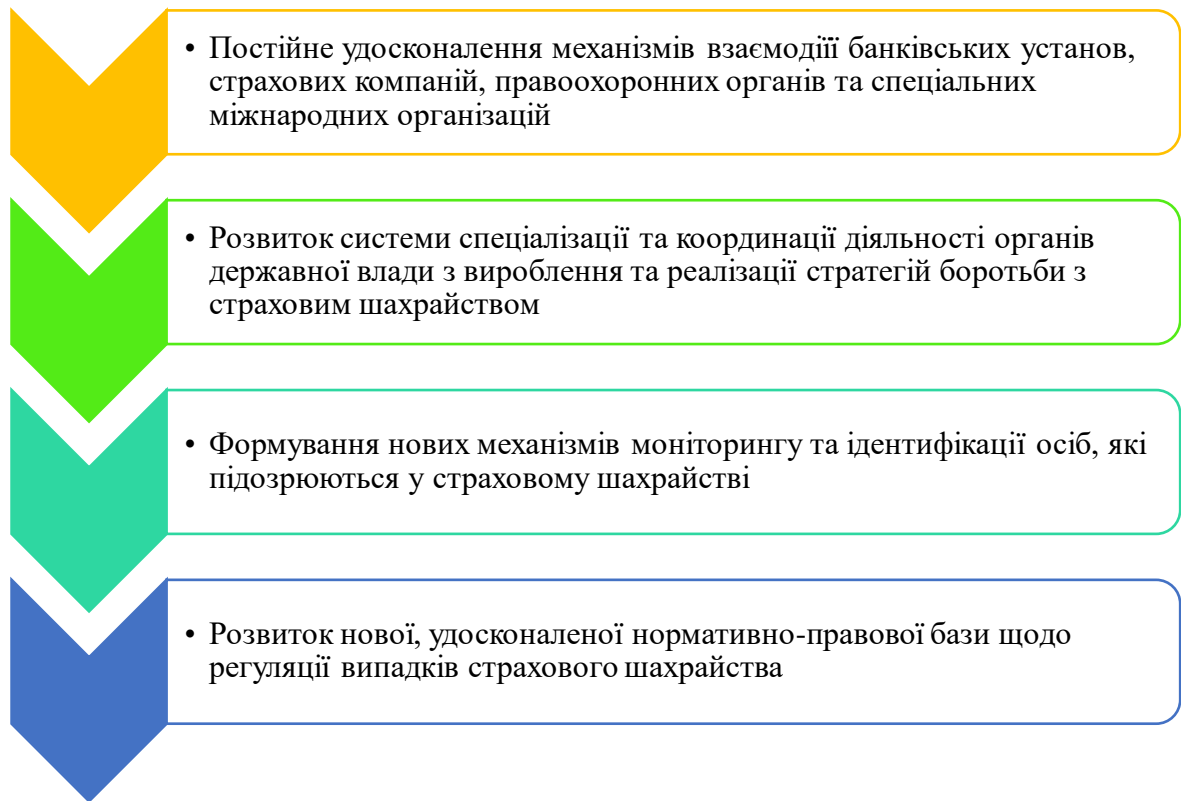 • Постійне удосконалення механізмів взаємодіїї банківських установ,
страхових компаній, правоохоронних органів та спеціальних
міжнародних організацій
• Розвиток системи спеціалізації та координації діяльності органів
державної влади з вироблення та реалізації стратегій боротьби з
страховим шахрайством
• Формування нових механізмів моніторингу та ідентифікації осіб, які
підозрюються у страховому шахрайстві
• Розвиток нової, удосконаленої нормативно-правової бази щодо
регуляції випадків страхового шахрайства